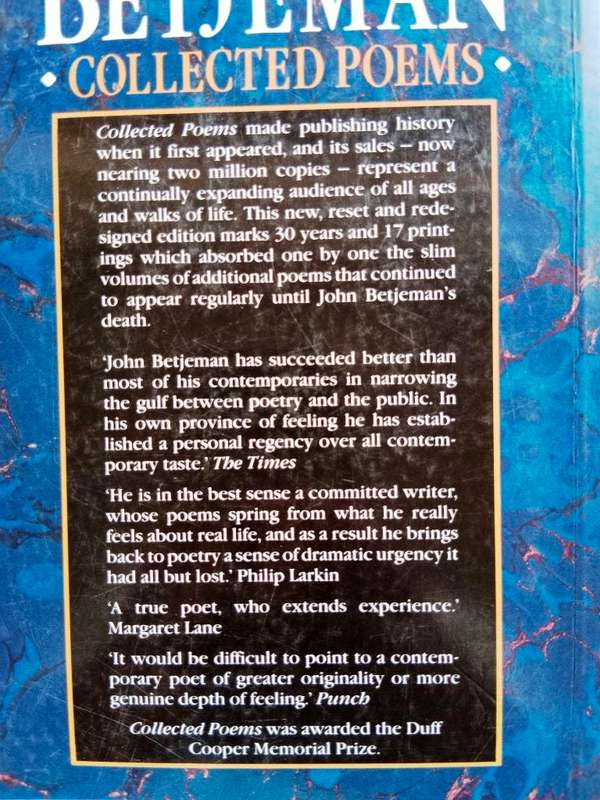 BETJEMAN
• COLLECTED POEMS •
Collected Poems made publishing history
when it first appeared, and its sales – now
nearing two million copies – represent a
continually expanding audience of all ages
and walks of life. This new, reset and rede-
signed edition marks 30 years and 17 print-
ings which absorbed one by one the slim
volumes of additional poems that continued
to appear regularly until John Betjeman's
death.
'John Betjeman has succeeded better than
most of his contemporaries in narrowing
the gulf between poetry and the public. In
his own province of feeling he has estab-
lished a personal regency over all contem-
porary taste.' The Times
'He is in the best sense a committed writer,
whose poems spring from what he really
feels about real life, and as a result he brings
back to poetry a sense of dramatic urgency it
had all but lost.' Philip Larkin
'A true poet, who extends experience.'
Margaret Lane
'It would be difficult to point to a contem-
porary poet of greater originality or more
genuine depth of feeling.' Punch
Collected Poems was awarded the Duff
Cooper Memorial Prize.